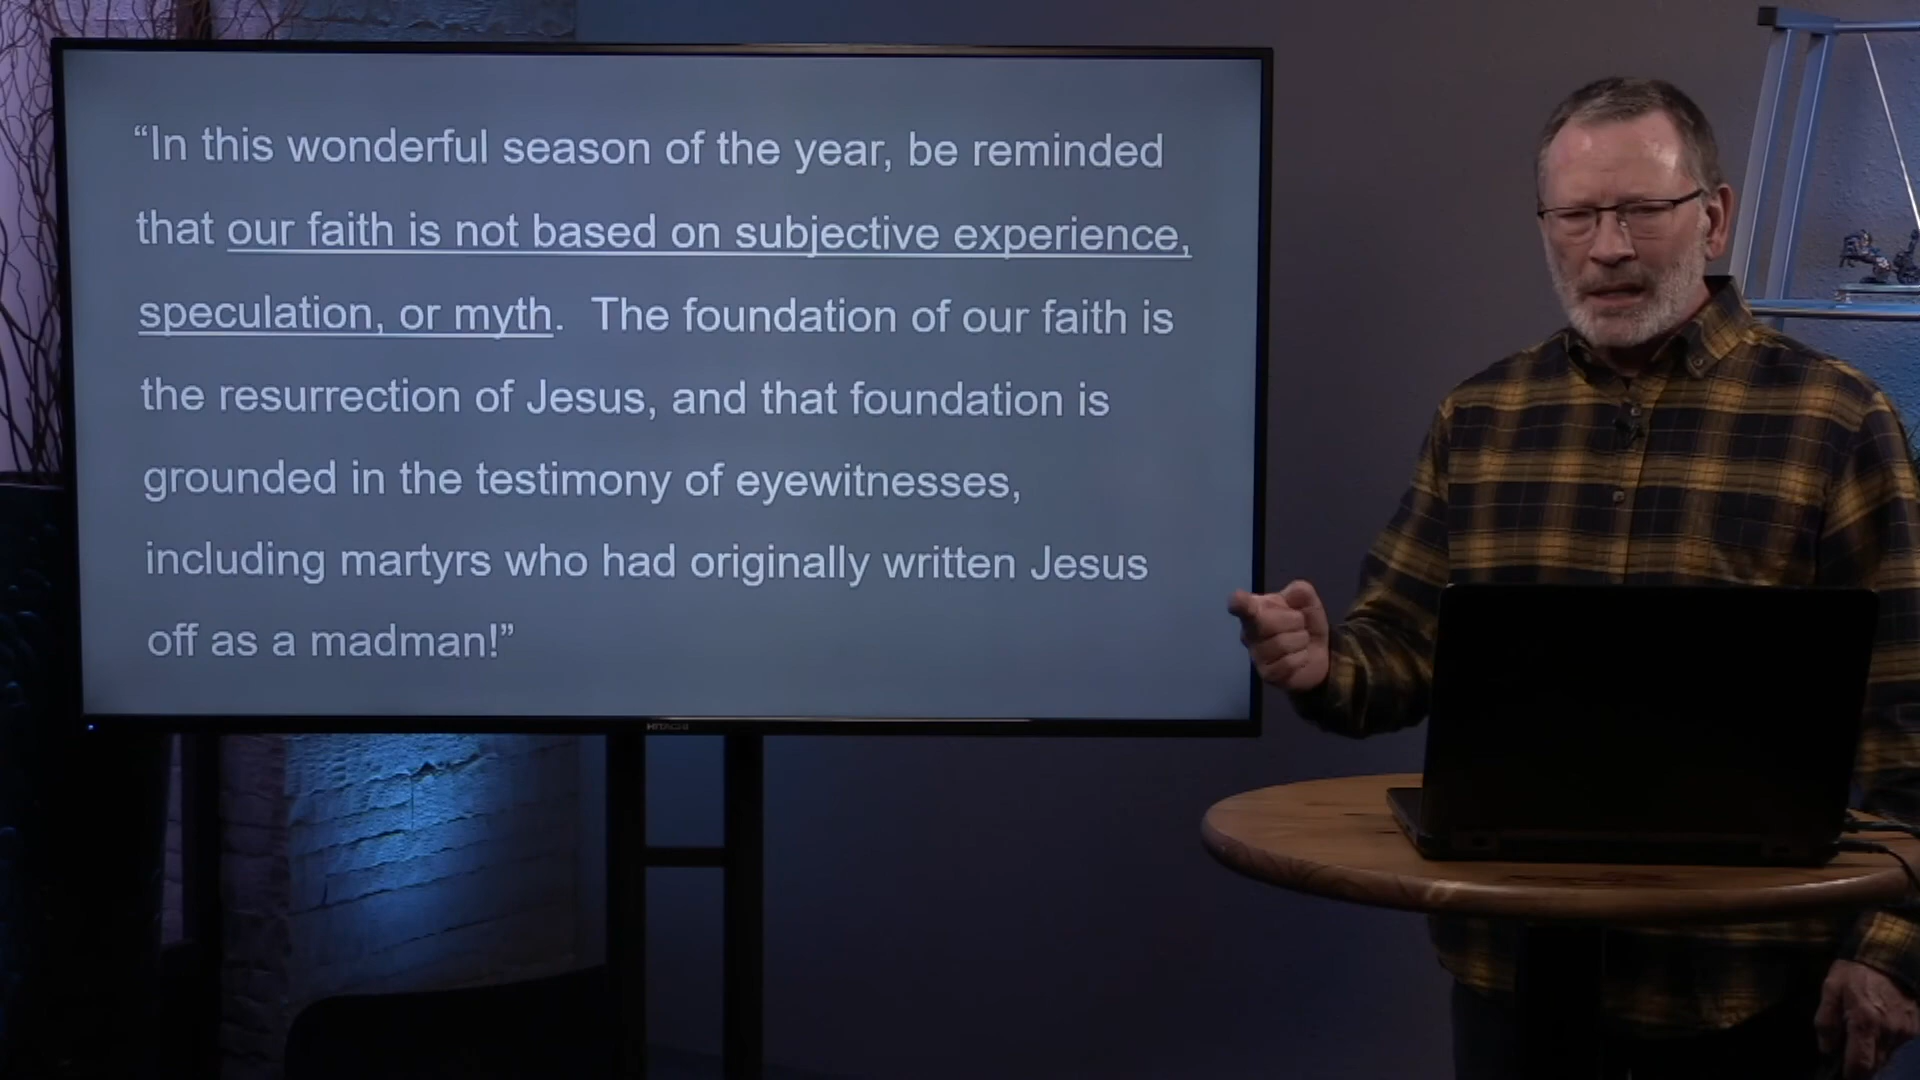 “In this wonderful season of the year, be reminded
that our faith is not based on subjective experience,
speculation, or myth.  The foundation of our faith is
the resurrection of Jesus, and that foundation is
grounded in the testimony of eyewitnesses,
including martyrs who had originally written Jesus
off as a madman!”
HITACHI